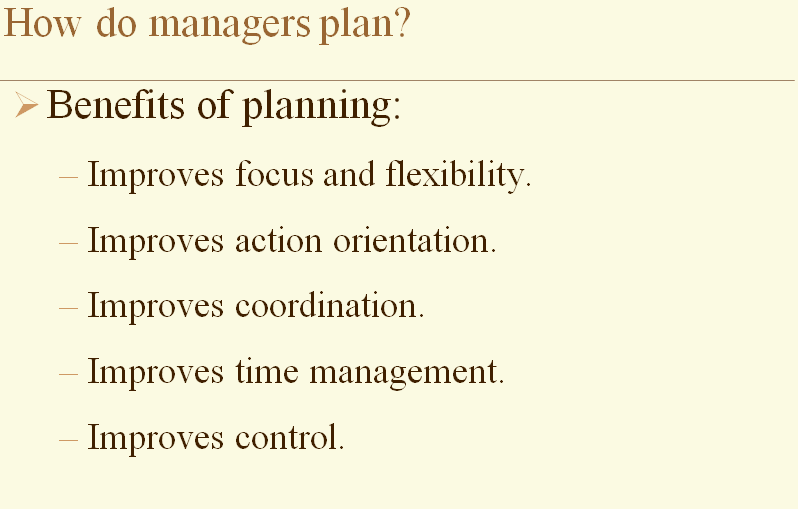 How do managers plan?
Benefits of planning:
– Improves focus and flexibility.
– Improves action orientation.
– Improves coordination.
– Improves time management.
– Improves control.